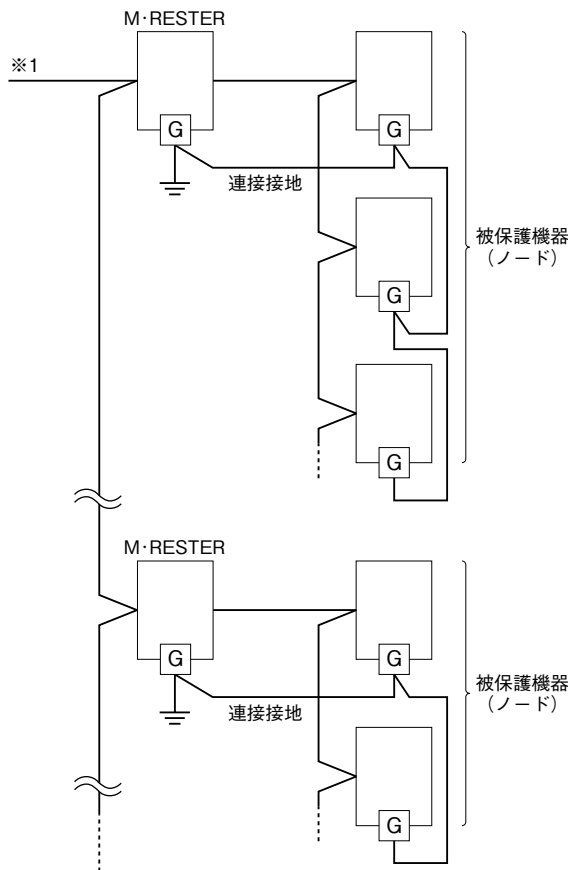 M･RESTER
※1
G
G
連接接地
G
被保護機器
（ノード）
G
M･RESTER
G
G
連接接地
被保護機器
（ノード）
G